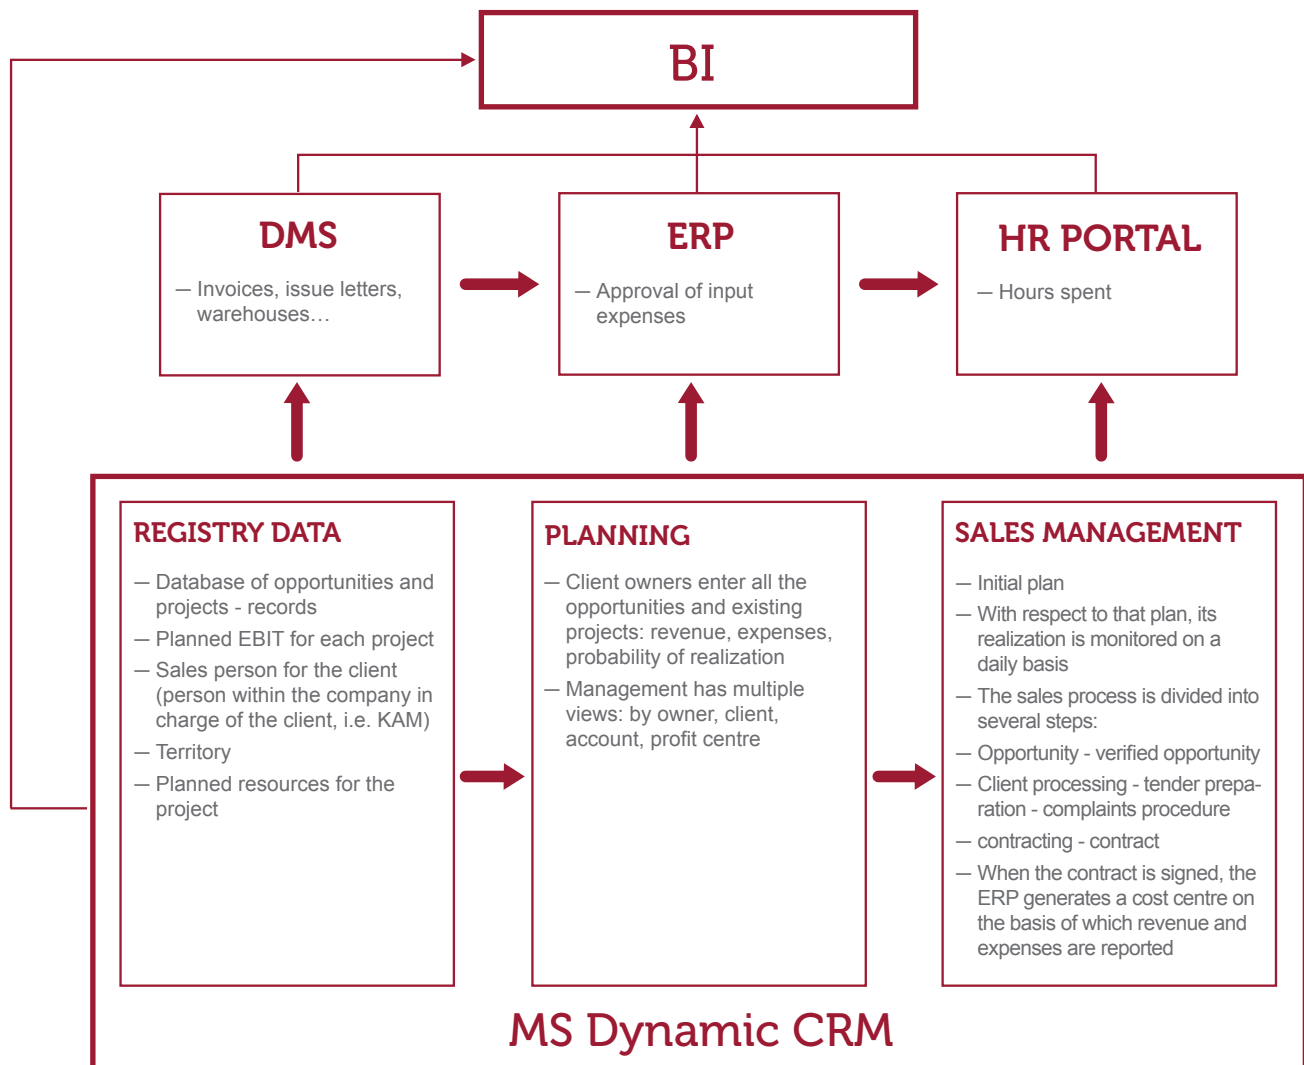 BI
DMS
— Invoices, issue letters,
warehouses…
ERP
— Approval of input
expenses
HR PORTAL
— Hours spent
REGISTRY DATA
— Database of opportunities and
projects - records
— Planned EBIT for each project
— Sales person for the client
(person within the company in
charge of the client, i.e. KAM)
— Territory
— Planned resources for the
project
PLANNING
— Client owners enter all the
opportunities and existing
projects: revenue, expenses,
probability of realization
— Management has multiple
views: by owner, client,
account, profit centre
SALES MANAGEMENT
— Initial plan
— With respect to that plan, its
realization is monitored on a
daily basis
— The sales process is divided into
several steps:
— Opportunity - verified opportunity
— Client processing - tender prepa-
ration - complaints procedure
— contracting - contract
— When the contract is signed, the
ERP generates a cost centre on
the basis of which revenue and
expenses are reported
MS Dynamic CRM